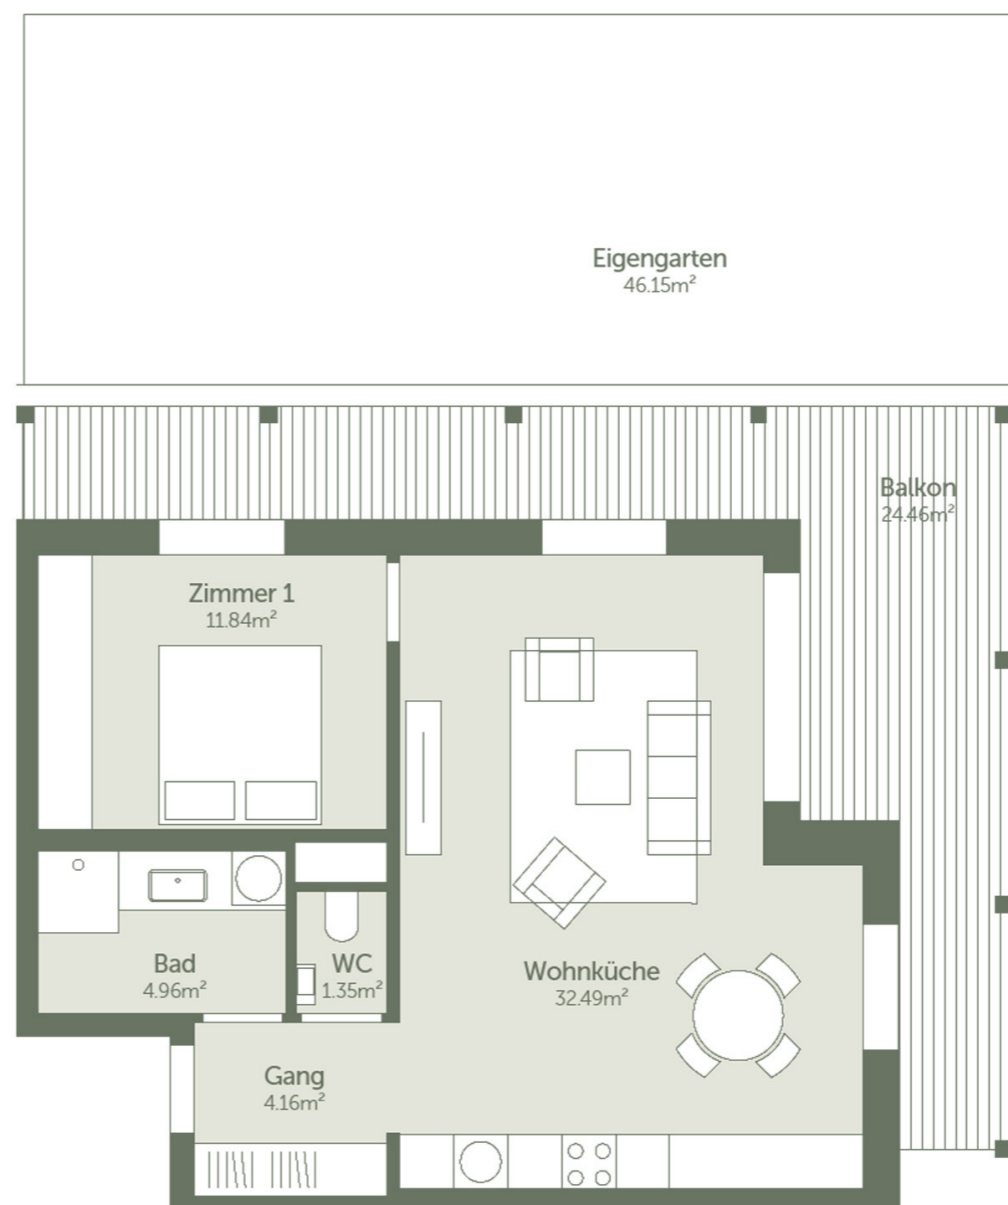 Eigengarten
46.15m²
Balkon
24.46m²
Zimmer 1
11.84m²
Bad
4.96m²
WC
1.35m²
Wohnküche
32.49m²
Gang
4.16m²